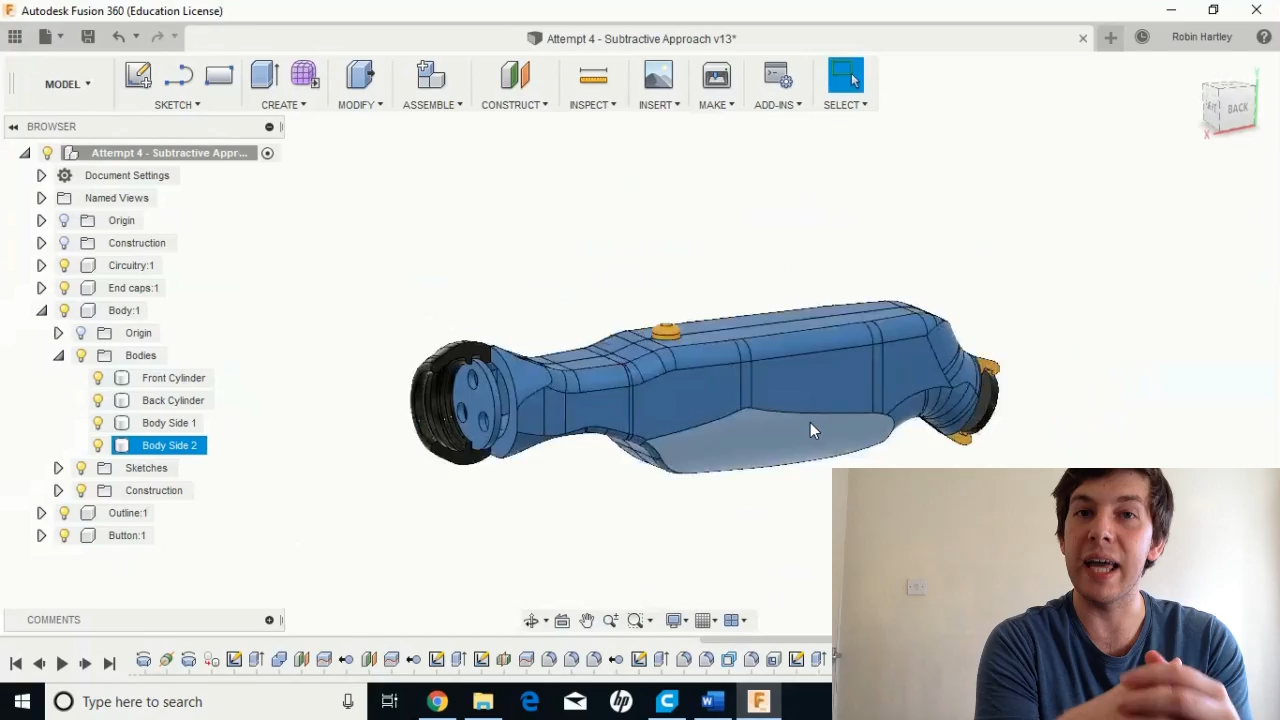 Autodesk Fusion 360 (Education License)
Attempt 4 - Subtractive Approach v13*
Robin Hartley
MODEL
SKETCH
CREATE
MODIFY
ASSEMBLE
CONSTRUCT
INSPECT
INSERT
MAKE
ADD-INS
SELECT
BACK
X
BROWSER
Attempt 4 - Subtractive Appr...
Document Settings
Named Views
Origin
Construction
Circuitry:1
End caps:1
Body:1
Origin
Bodies
Front Cylinder
Back Cylinder
Body Side 1
Body Side 2
Sketches
Construction
Outline:1
Button:1
COMMENTS
Type here to search